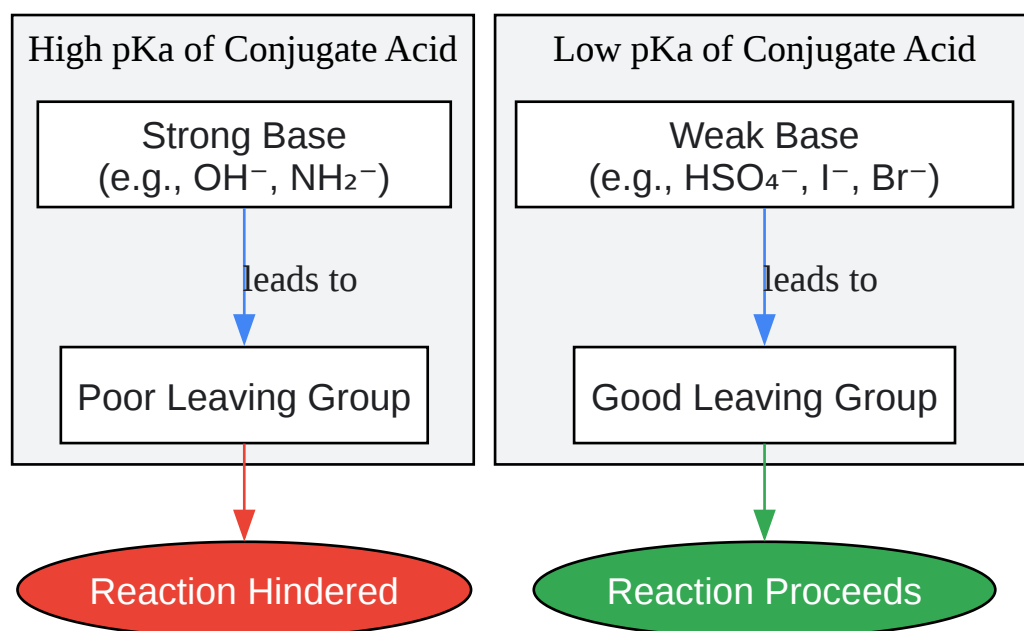 High pKa of Conjugate Acid
Strong Base
(e.g., OH⁻, NH₂⁻)
leads to
Poor Leaving Group
Reaction Hindered
Low pKa of Conjugate Acid
Weak Base
(e.g., HSO₄⁻, I⁻, Br⁻)
leads to
Good Leaving Group
Reaction Proceeds